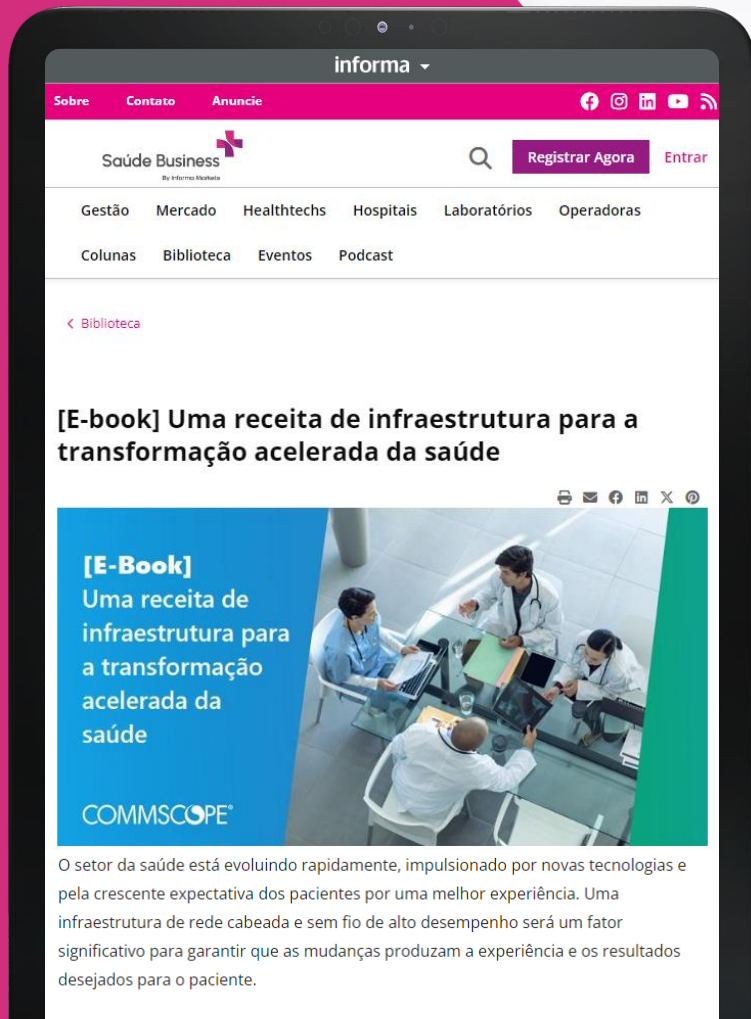 informa
Sobre Contato Anuncie
Saúde Business
By Informa Markets
Registrar Agora Entrar
Gestão Mercado Healthtechs Hospitais Laboratórios Operadoras
Colunas Biblioteca Eventos Podcast
Biblioteca
[E-book] Uma receita de infraestrutura para a
transformação acelerada da saúde
[E-Book]
Uma receita de
infraestrutura para
a transformação
acelerada da
saúde
COMMSCOPE®
O setor da saúde está evoluindo rapidamente, impulsionado por novas tecnologias e
pela crescente expectativa dos pacientes por uma melhor experiência. Uma
infraestrutura de rede cabeada e sem fio de alto desempenho será um fator
significativo para garantir que as mudanças produzam a experiência e os resultados
desejados para o paciente.